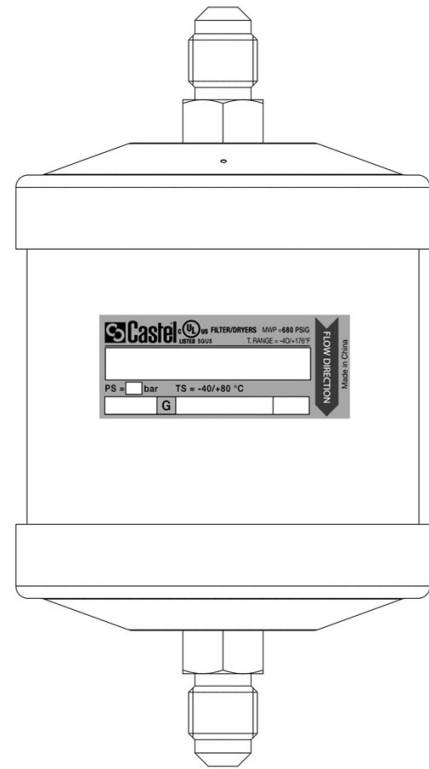 Castel c UL us FILTER/DRYERS MWP =680 PSIG
LISTED SGUS T. RANGE = -40/+176°F
PS = bar TS = -40/+80 °C
G
FLOW DIRECTION
Made in China